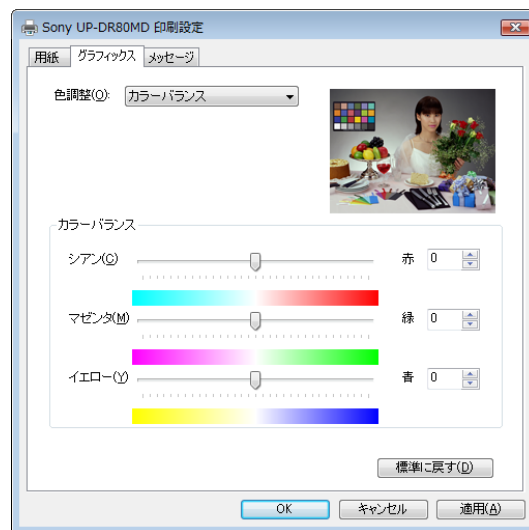 Sony UP-DR80MD 印刷設定
用紙 グラフィックス メッセージ
色調整(O): カラーバランス
カラーバランス
シアン(C) 赤 0
マゼンタ(M) 緑 0
イエロー(Y) 青 0
標準に戻す(D)
OK キャンセル 適用(A)